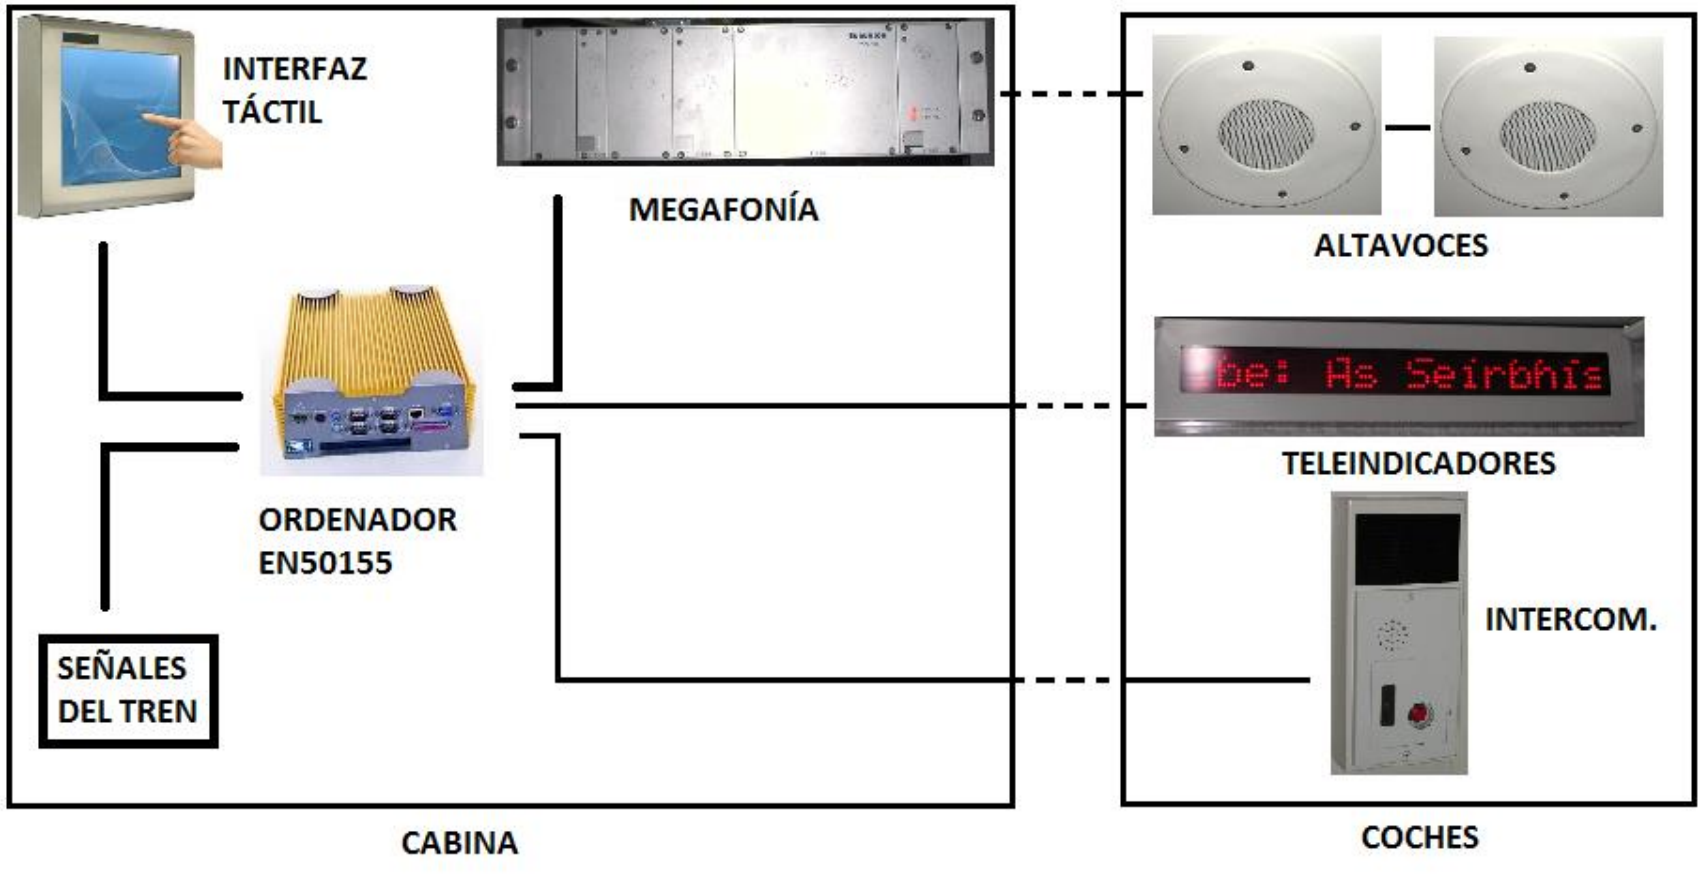 INTERFAZ
TÁCTIL
MEGAFONÍA
ALTAVOCES
be: As Seirbhís
TELEINDICADORES
ORDENADOR
EN50155
INTERCOM.
SEÑALES
DEL TREN
CABINA
COCHES